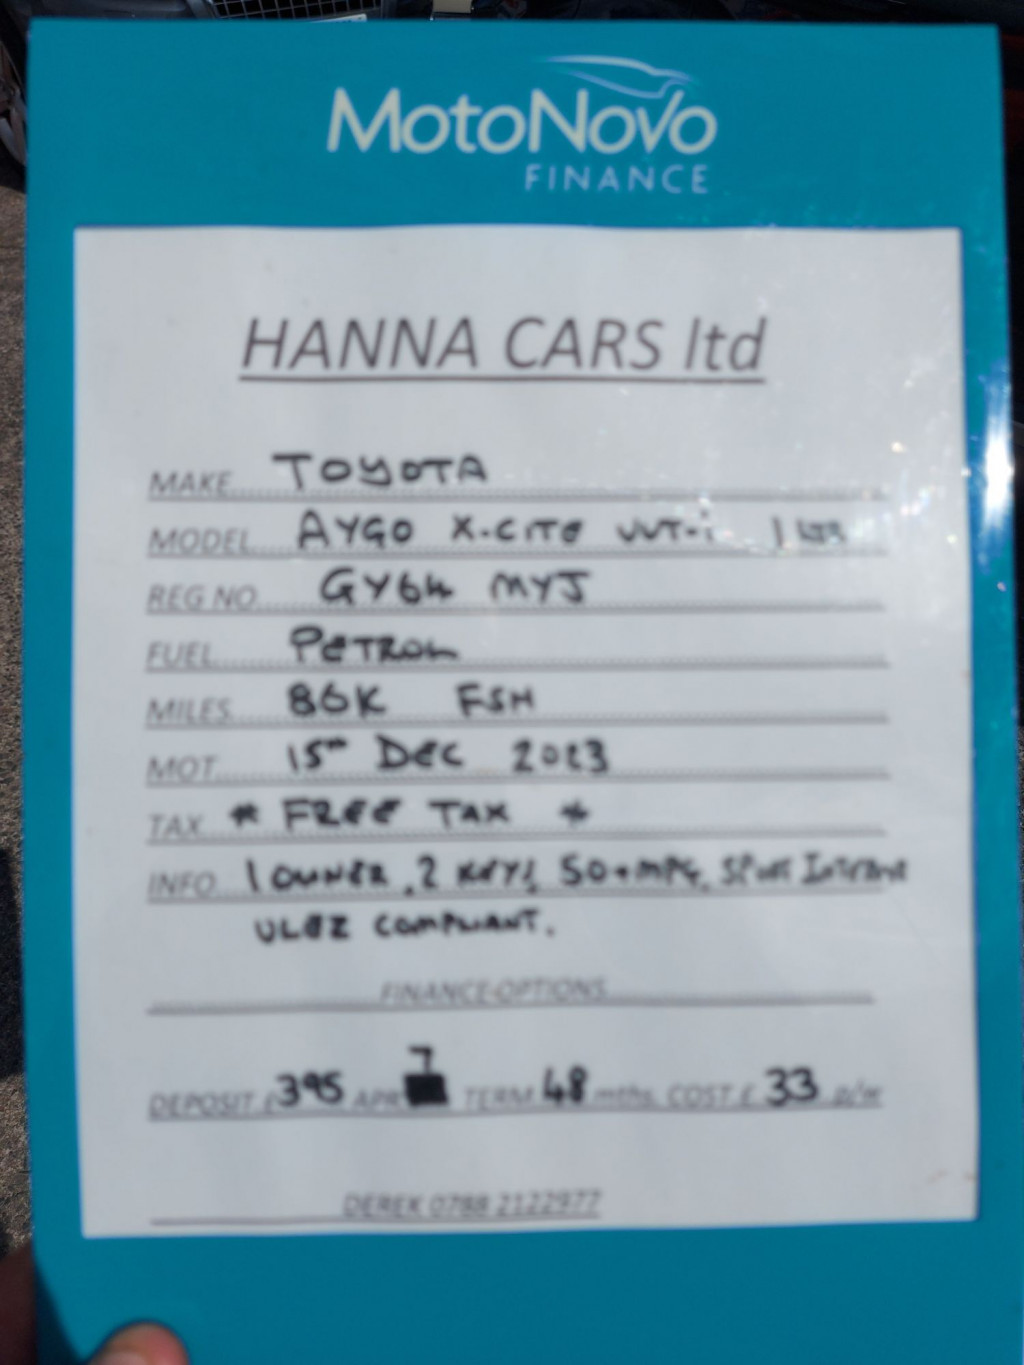 MotoNovo
FINANCE
HANNA CARS ltd
MAKE TOYOTA
MODEL AYGO X-CITE VVT-i 1 LTR
REG NO GY64 MYJ
FUEL PETROL
MILES 86K FSH
MOT 15TH DEC 2023
TAX * FREE TAX *
INFO 1 OWNER, 2 KEYS, 50+MPG,
ULEZ COMPLIANT.
FINANCE OPTIONS
DEPOSIT £395 APR 7 TERM 48 mths. COST £ 33 p/w
DEREK 0788 2122977